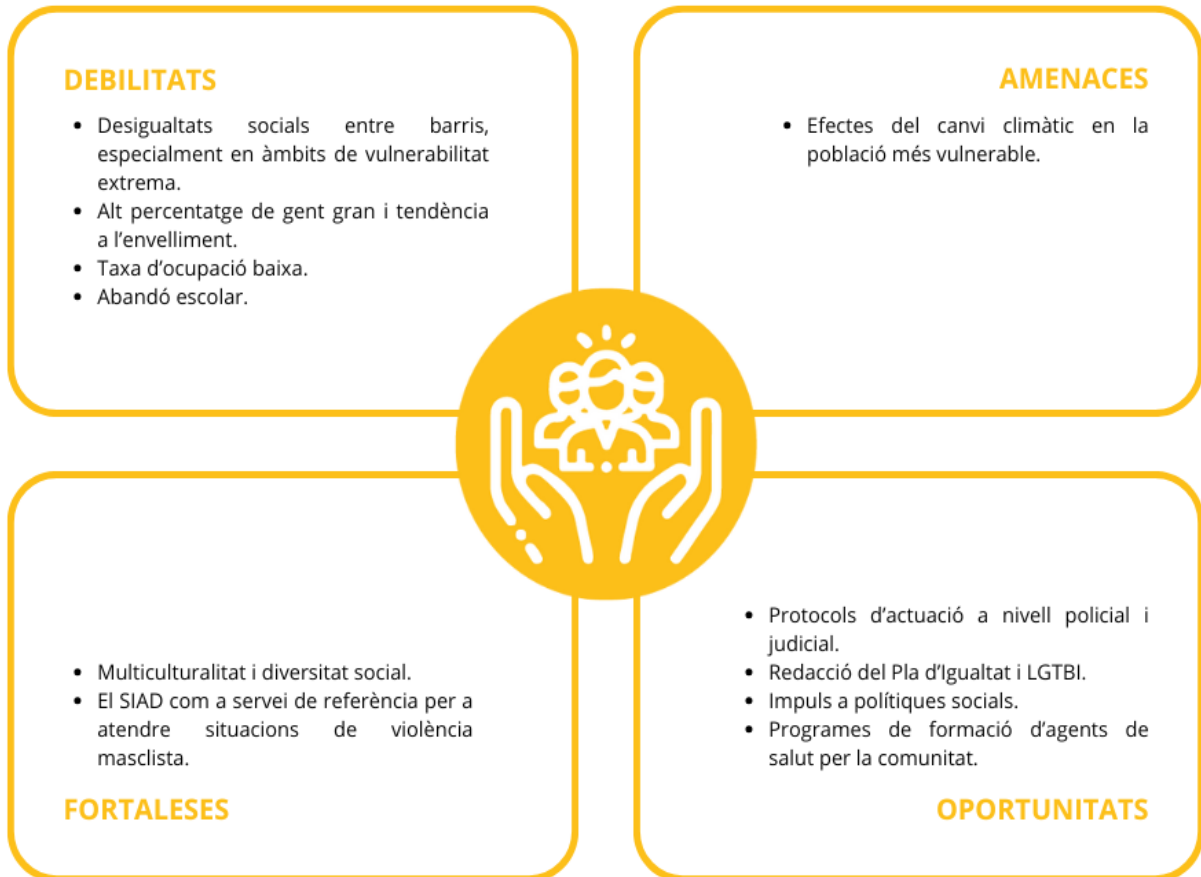 DEBILITATS
• Desigualtats socials entre barris,
especialment en àmbits de vulnerabilitat
extrema.
• Alt percentatge de gent gran i tendència
a l'envelliment.
• Taxa d'ocupació baixa.
• Abandó escolar.
AMENACES
• Efectes del canvi climàtic en la
població més vulnerable.
• Multiculturalitat i diversitat social.
• El SIAD com a servei de referència per a
atendre situacions de violència
masclista.
FORTALESES
• Protocols d'actuació a nivell policial i
judicial.
• Redacció del Pla d'Igualtat i LGTBI.
• Impuls a polítiques socials.
• Programes de formació d'agents de
salut per la comunitat.
OPORTUNITATS